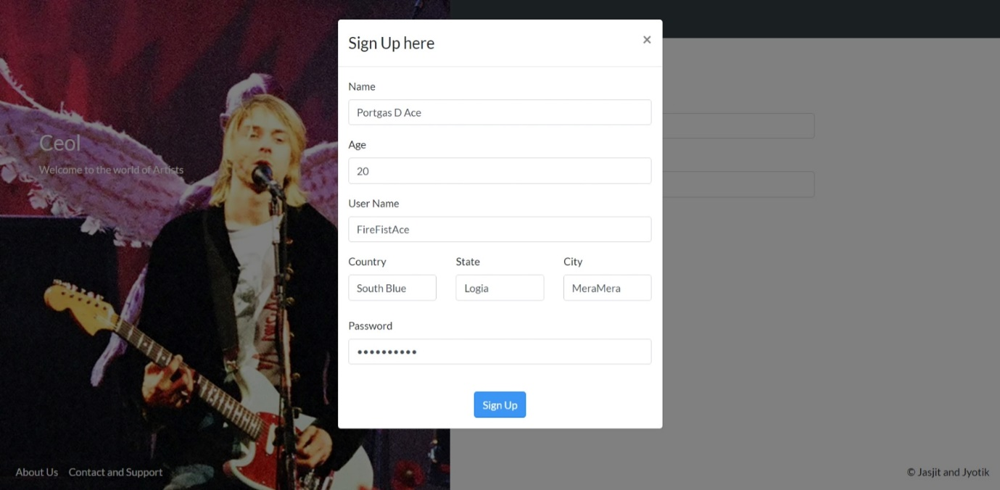 Sign Up here ×
Name
Portgas D Ace
Age
20
User Name
FireFistAce
Country State City
South Blue Logia MeraMera
Password
••••••••••
Sign Up
Ceol
Welcome to the world of Artists
About Us Contact and Support
© Jasjit and Jyotik